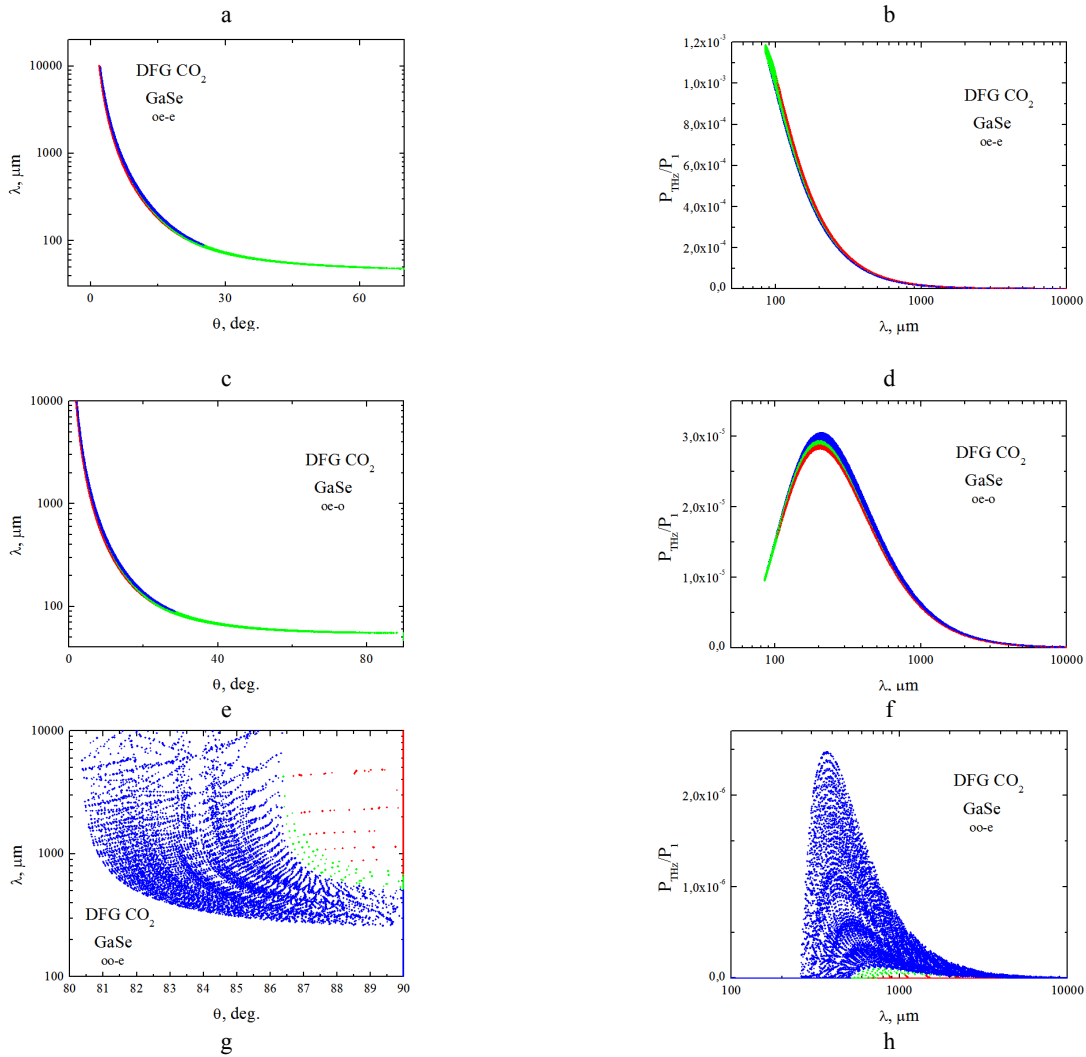 a
b
10000
1000
100
λ, μm
DFG CO2
GaSe
oe-e
0
30
60
θ, deg.
1,2x10-3
1,0x10-3
8,0x10-4
6,0x10-4
4,0x10-4
2,0x10-4
0,0
PTHz/P1
DFG CO2
GaSe
oe-e
100
1000
10000
λ, μm
c
d
10000
1000
100
λ, μm
DFG CO2
GaSe
oe-o
0
40
80
θ, deg.
3,0x10-5
2,0x10-5
1,0x10-5
0,0
PTHz/P1
DFG CO2
GaSe
oe-o
100
1000
10000
λ, μm
e
f
10000
1000
100
λ, μm
DFG CO2
GaSe
oo-e
80 81 82 83 84 85 86 87 88 89 90
θ, deg.
2,0x10-6
1,0x10-6
0,0
PTHz/P1
DFG CO2
GaSe
oo-e
100
1000
10000
λ, μm
g
h